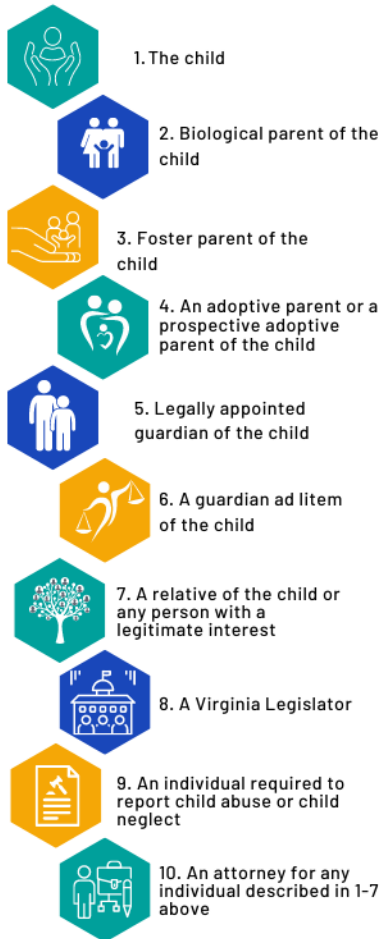 1. The child
2. Biological parent of the
child
3. Foster parent of the
child
4. An adoptive parent or a
prospective adoptive
parent of the child
5. Legally appointed
guardian of the child
6. A guardian ad litem
of the child
7. A relative of the child or
any person with a
legitimate interest
8. A Virginia Legislator
9. An individual required to
report child abuse or child
neglect
10. An attorney for any
individual described in 1-7
above